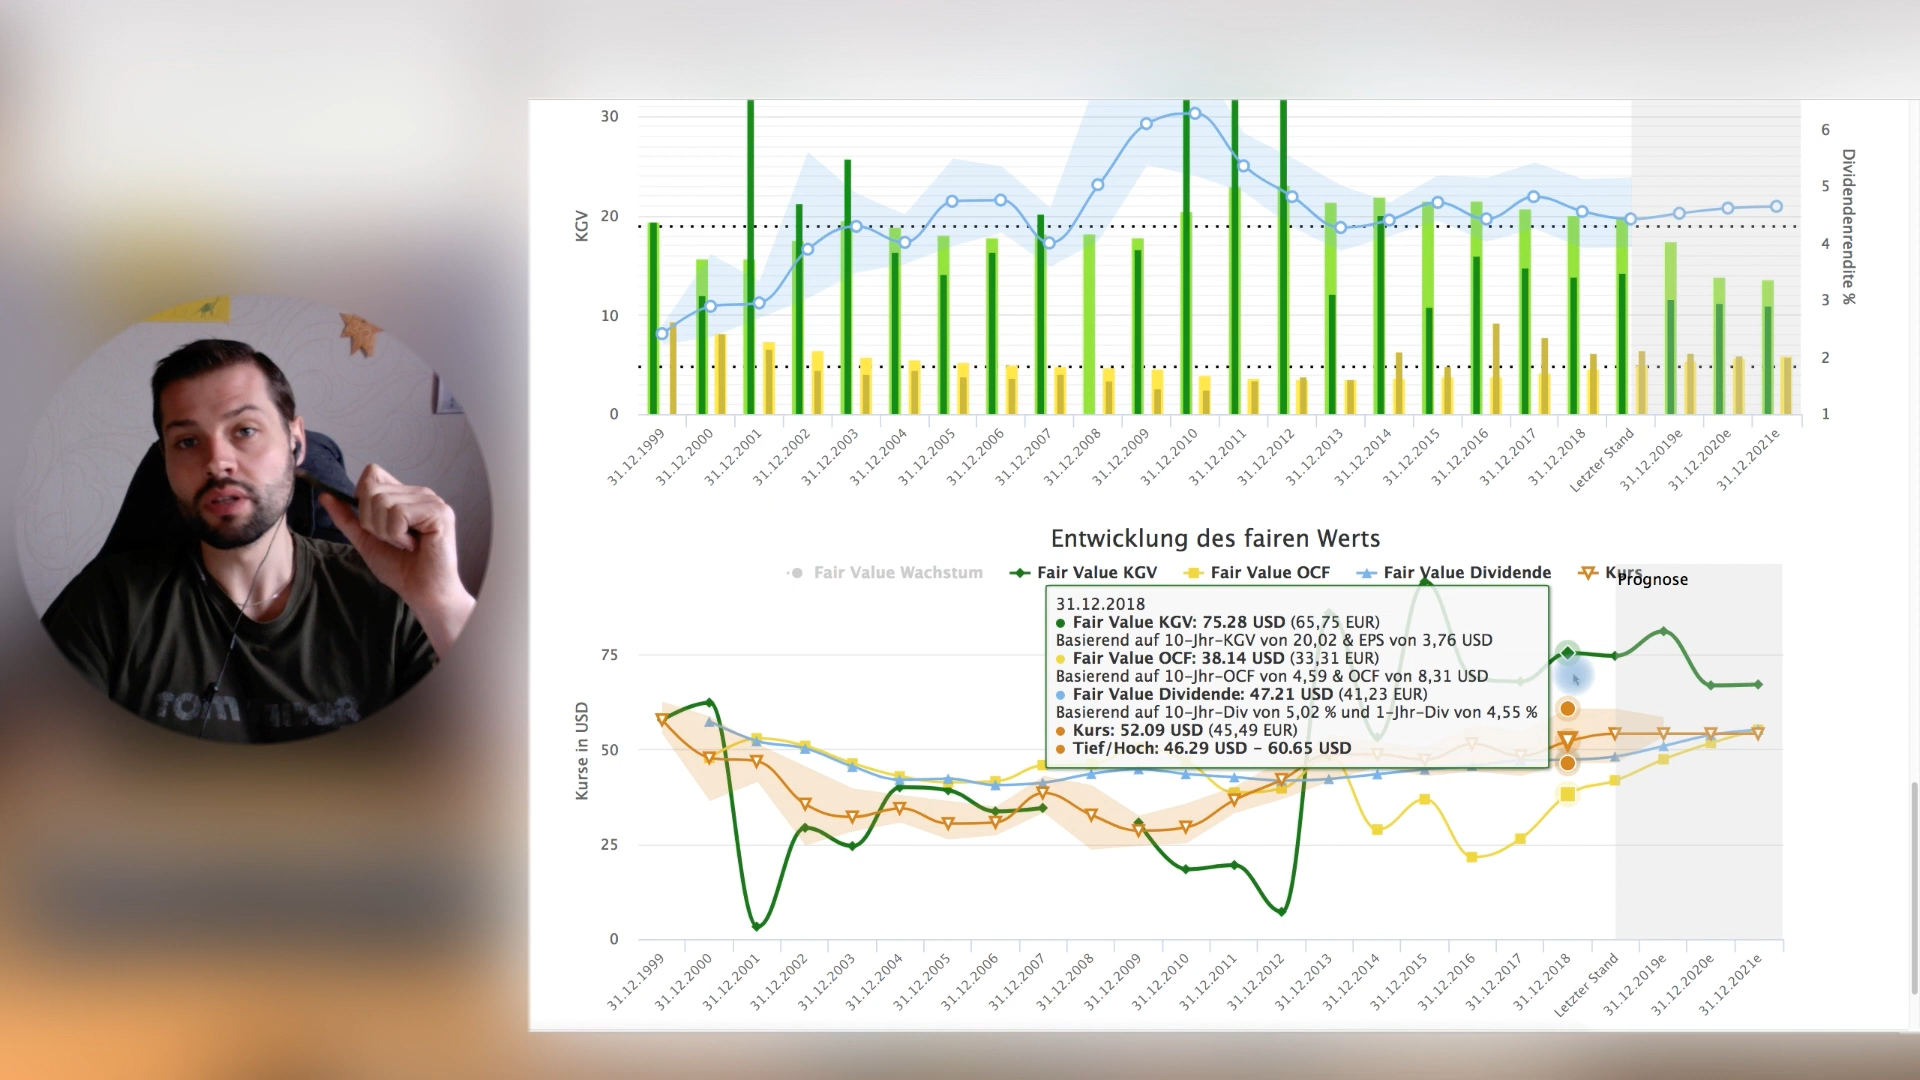 30
20
10
0
KGV
6
5
4
3
2
1
Dividendenrendite %
31.12.1999
31.12.2000
31.12.2001
31.12.2002
31.12.2003
31.12.2004
31.12.2005
31.12.2006
31.12.2007
31.12.2008
31.12.2009
31.12.2010
31.12.2011
31.12.2012
31.12.2013
31.12.2014
31.12.2015
31.12.2016
31.12.2017
31.12.2018
Letzter Stand
31.12.2019e
31.12.2020e
31.12.2021e
Entwicklung des fairen Werts
Fair Value Wachstum
Fair Value KGV
Fair Value OCF
Fair Value Dividende
Kurs
Prognose
31.12.2018
Fair Value KGV: 75.28 USD (65,75 EUR)
Basierend auf 10-Jhr-KGV von 20,02 & EPS von 3,76 USD
Fair Value OCF: 38.14 USD (33,31 EUR)
Basierend auf 10-Jhr-OCF von 4,59 & OCF von 8,31 USD
Fair Value Dividende: 47.21 USD (41,23 EUR)
Basierend auf 10-Jhr-Div von 5,02 % und 1-Jhr-Div von 4,55 %
Kurs: 52.09 USD (45,49 EUR)
Tief/Hoch: 46.29 USD - 60.65 USD
75
50
25
0
Kurse in USD
31.12.1999
31.12.2000
31.12.2001
31.12.2002
31.12.2003
31.12.2004
31.12.2005
31.12.2006
31.12.2007
31.12.2008
31.12.2009
31.12.2010
31.12.2011
31.12.2012
31.12.2013
31.12.2014
31.12.2015
31.12.2016
31.12.2017
31.12.2018
Letzter Stand
31.12.2019e
31.12.2020e
31.12.2021e